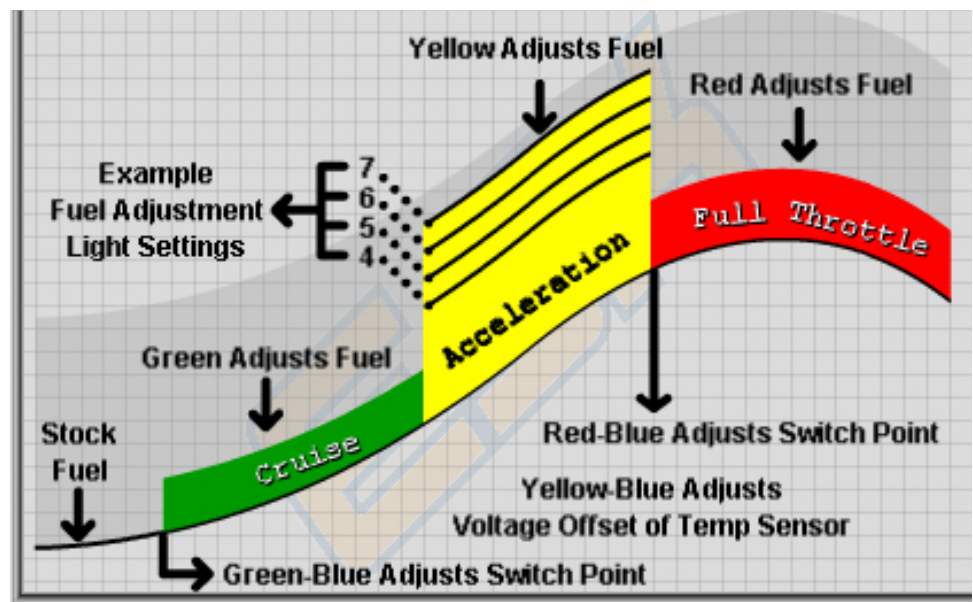 Yellow Adjusts Fuel
Red Adjusts Fuel
Example
Fuel Adjustment
Light Settings
7
6
5
4
Full Throttle
Acceleration
Green Adjusts Fuel
Cruise
Stock
Fuel
Red-Blue Adjusts Switch Point
Yellow-Blue Adjusts
Voltage Offset of Temp Sensor
Green-Blue Adjusts Switch Point